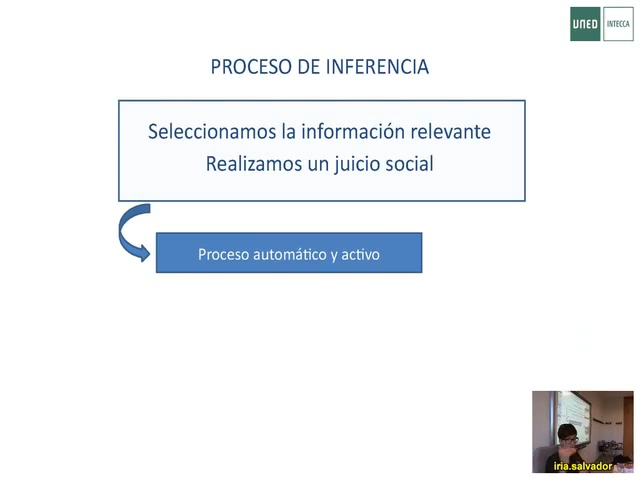 UNED INTECCA
PROCESO DE INFERENCIA
Seleccionamos la información relevante
Realizamos un juicio social
Proceso automático y activo
iria.salvador